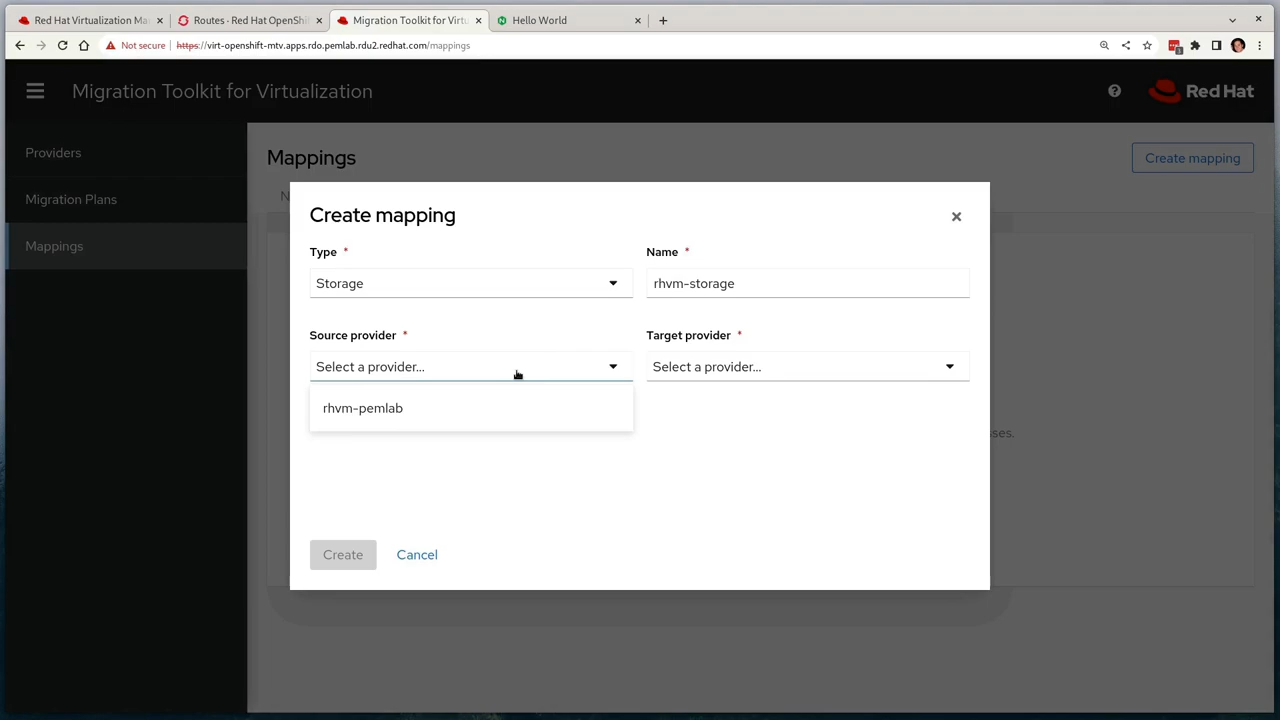 Red Hat Virtualization Ma
Routes · Red Hat OpenShi
Migration Toolkit for Virtu
Hello World
Not secure
https://virt-openshift-mtv.apps.rdo.pemlab.rdu2.redhat.com/mappings
Migration Toolkit for Virtualization
Red Hat
Providers
Migration Plans
Mappings
Mappings
Create mapping
N
Create mapping
Type *
Name *
Storage
rhvm-storage
Source provider *
Target provider *
Select a provider...
Select a provider...
rhvm-pemlab
sses.
Create
Cancel